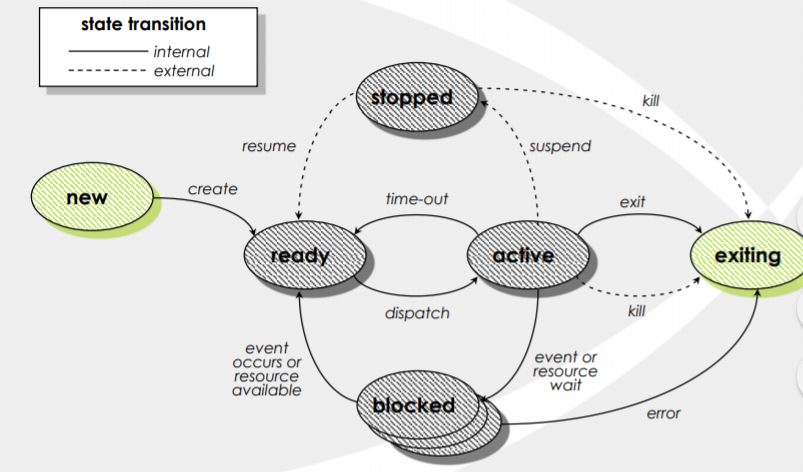 state transition
internal
external
stopped
kill
resume
suspend
new
create
time-out
exit
ready
active
exiting
dispatch
kill
event
occurs or
resource
available
event or
resource
wait
blocked
error